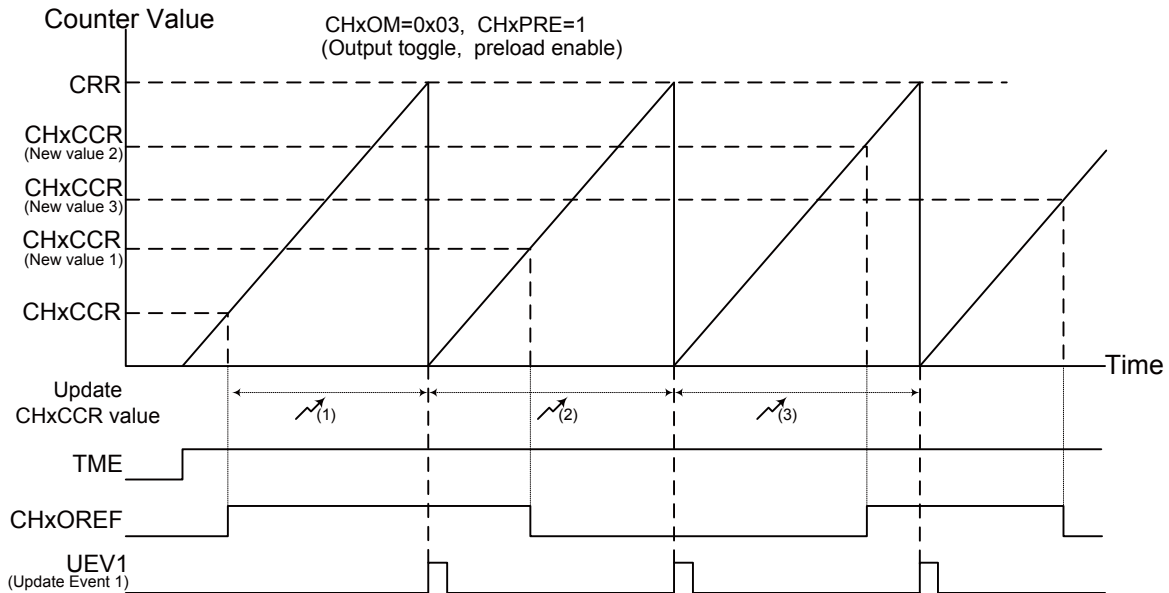 Counter Value
CHxOM=0x03, CHxPRE=1
(Output toggle, preload enable)
CRR
CHxCCR
(New value 2)
CHxCCR
(New value 3)
CHxCCR
(New value 1)
CHxCCR
Time
Update
CHxCCR value
(1)
(2)
(3)
TME
CHxOREF
UEV1
(Update Event 1)